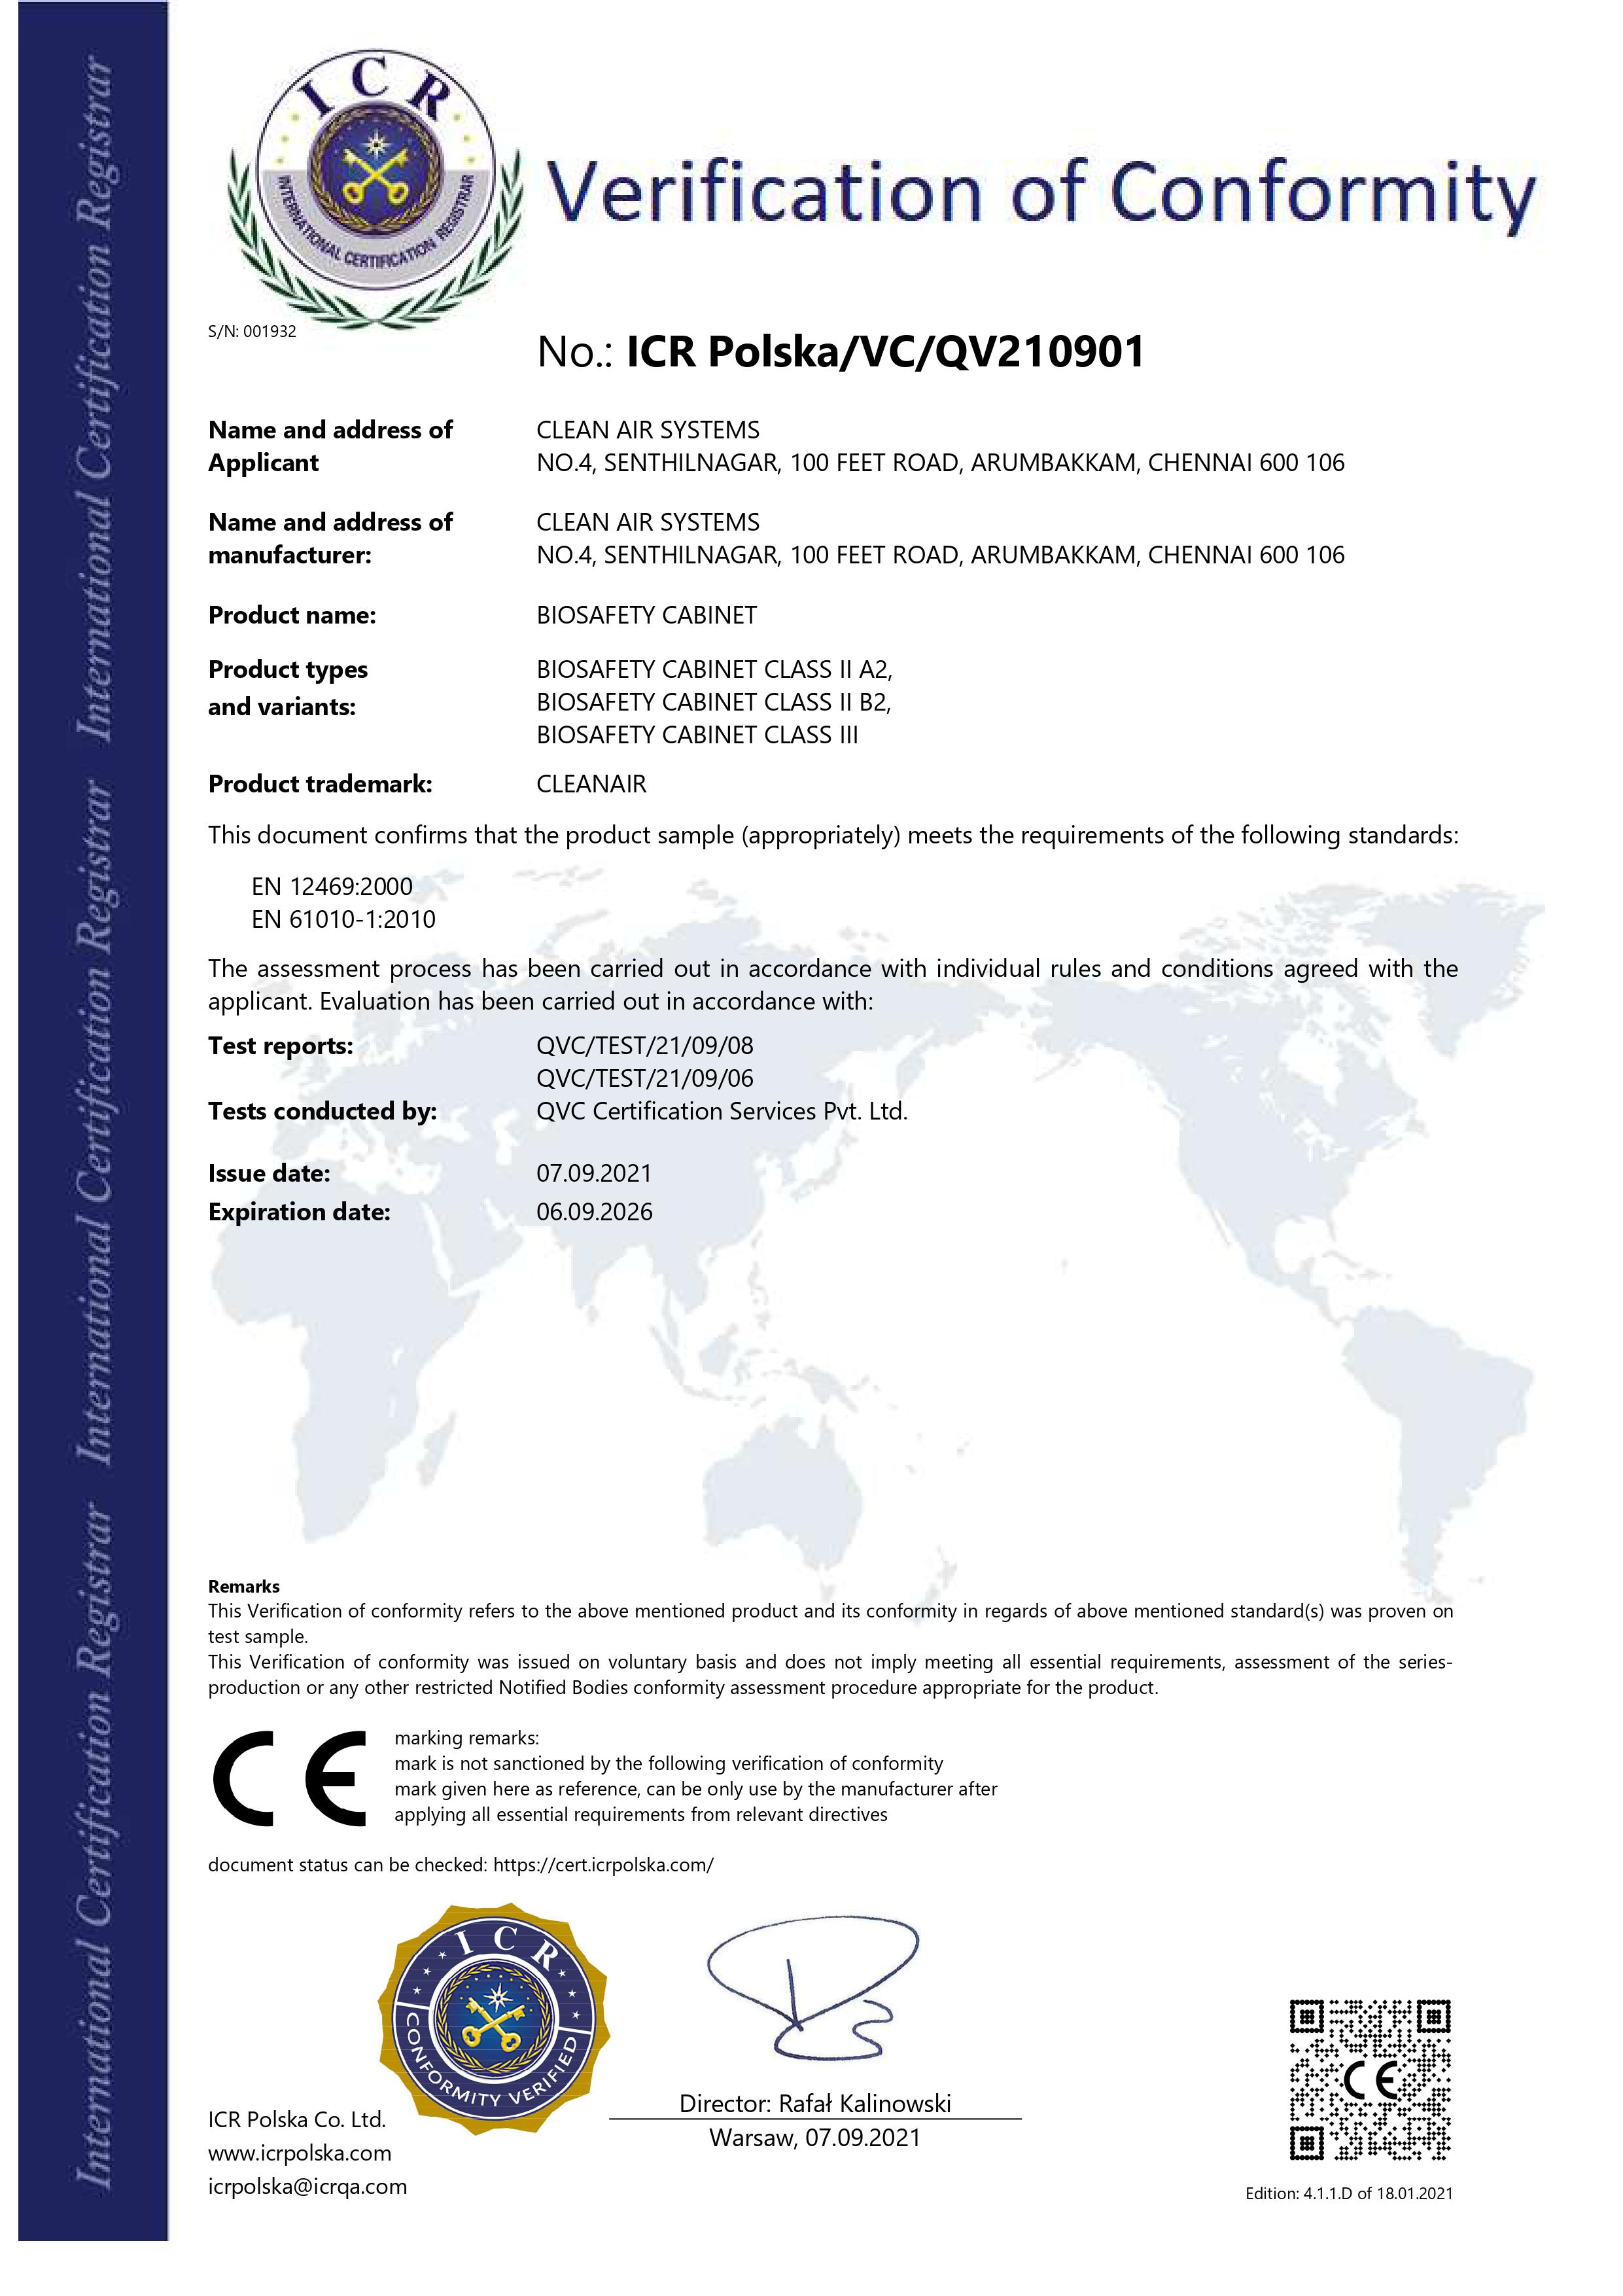 International Certification Registrar International Certification Registrar International Certification Registrar
I C R
INTERNATIONAL CERTIFICATION REGISTRAR
Verification of Conformity
S/N: 001932
No.: ICR Polska/VC/QV210901
Name and address of CLEAN AIR SYSTEMS
Applicant NO.4, SENTHILNAGAR, 100 FEET ROAD, ARUMBAKKAM, CHENNAI 600 106
Name and address of CLEAN AIR SYSTEMS
manufacturer: NO.4, SENTHILNAGAR, 100 FEET ROAD, ARUMBAKKAM, CHENNAI 600 106
Product name: BIOSAFETY CABINET
Product types BIOSAFETY CABINET CLASS II A2,
and variants: BIOSAFETY CABINET CLASS II B2,
BIOSAFETY CABINET CLASS III
Product trademark: CLEANAIR
This document confirms that the product sample (appropriately) meets the requirements of the following standards:
EN 12469:2000
EN 61010-1:2010
The assessment process has been carried out in accordance with individual rules and conditions agreed with the
applicant. Evaluation has been carried out in accordance with:
Test reports: QVC/TEST/21/09/08
QVC/TEST/21/09/06
Tests conducted by: QVC Certification Services Pvt. Ltd.
Issue date: 07.09.2021
Expiration date: 06.09.2026
Remarks
This Verification of conformity refers to the above mentioned product and its conformity in regards of above mentioned standard(s) was proven on
test sample.
This Verification of conformity was issued on voluntary basis and does not imply meeting all essential requirements, assessment of the series-
production or any other restricted Notified Bodies conformity assessment procedure appropriate for the product.
CE
marking remarks:
mark is not sanctioned by the following verification of conformity
mark given here as reference, can be only use by the manufacturer after
applying all essential requirements from relevant directives
document status can be checked: https://cert.icrpolska.com/
I C R
CONFORMITY VERIFIED
Director: Rafał Kalinowski
Warsaw, 07.09.2021
ICR Polska Co. Ltd.
www.icrpolska.com
icrpolska@icrqa.com
CE
Edition: 4.1.1.D of 18.01.2021